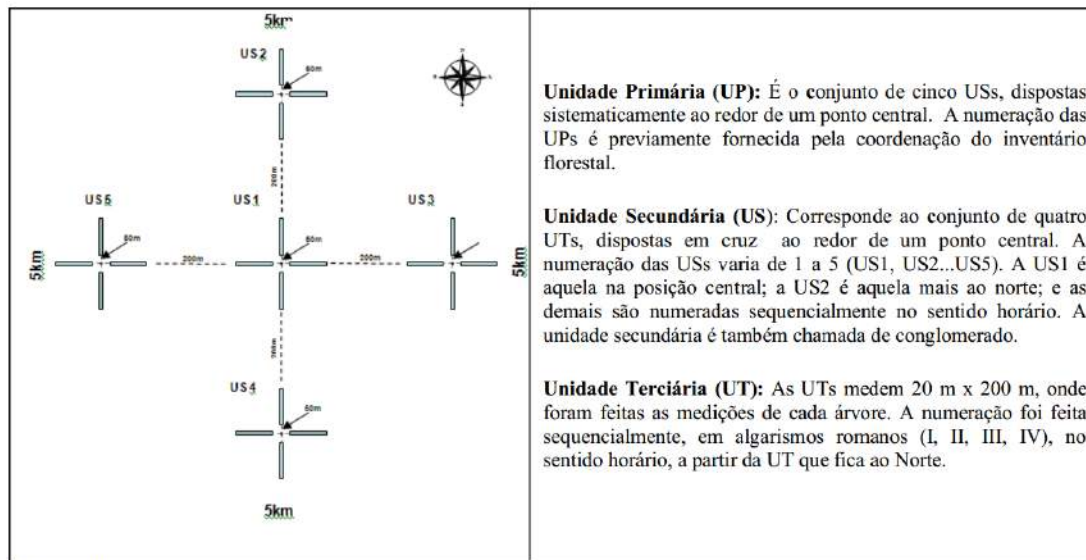 5km
US2
50m
200m
US5
US1
US3
50m
50m
200m
200m
5km
5km
200m
US4
50m
5km
Unidade Primária (UP): É o conjunto de cinco USs, dispostas
sistematicamente ao redor de um ponto central. A numeração das
UPs é previamente fornecida pela coordenação do inventário
florestal.
Unidade Secundária (US): Corresponde ao conjunto de quatro
UTs, dispostas em cruz ao redor de um ponto central. A
numeração das USs varia de 1 a 5 (US1, US2...US5). A US1 é
aquela na posição central; a US2 é aquela mais ao norte; e as
demais são numeradas sequencialmente no sentido horário. A
unidade secundária é também chamada de conglomerado.
Unidade Terciária (UT): As UTs medem 20 m x 200 m, onde
foram feitas as medições de cada árvore. A numeração foi feita
sequencialmente, em algarismos romanos (I, II, III, IV), no
sentido horário, a partir da UT que fica ao Norte.